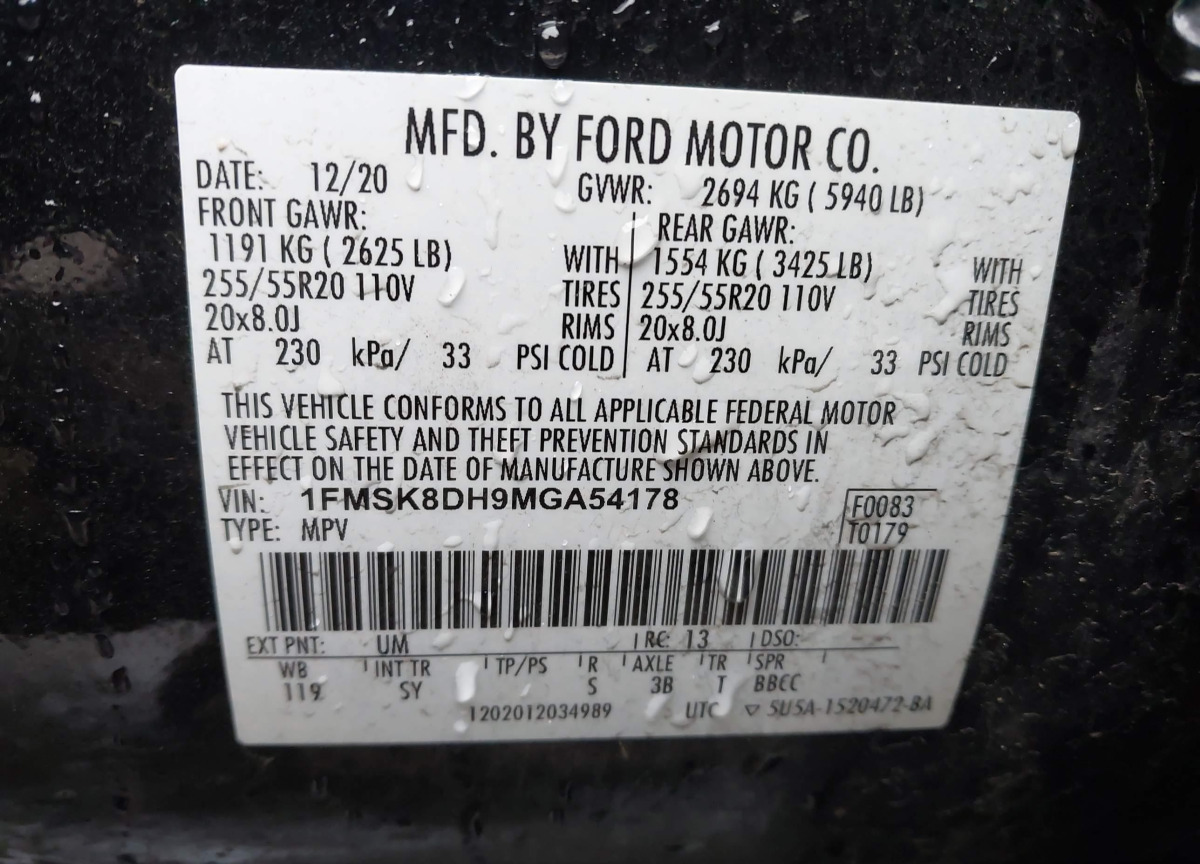 MFD. BY FORD MOTOR CO.
DATE: 12/20 GVWR: 2694 KG ( 5940 LB)
FRONT GAWR: REAR GAWR:
1191 KG ( 2625 LB) WITH 1554 KG ( 3425 LB) WITH
255/55R20 110V TIRES 255/55R20 110V TIRES
20x8.0J RIMS 20x8.0J RIMS
AT 230 kPa/ 33 PSI COLD AT 230 kPa/ 33 PSI COLD
THIS VEHICLE CONFORMS TO ALL APPLICABLE FEDERAL MOTOR
VEHICLE SAFETY AND THEFT PREVENTION STANDARDS IN
EFFECT ON THE DATE OF MANUFACTURE SHOWN ABOVE.
VIN: 1FMSK8DH9MGA54178 F0083
TYPE: MPV T0179
EXT PNT: UM RC: 13 DSO:
WB INT TR TP/PS R AXLE TR SPR
119 SY S 3B T BBCC
1202012034989 UTC ▽ 5U5A-1520472-BA